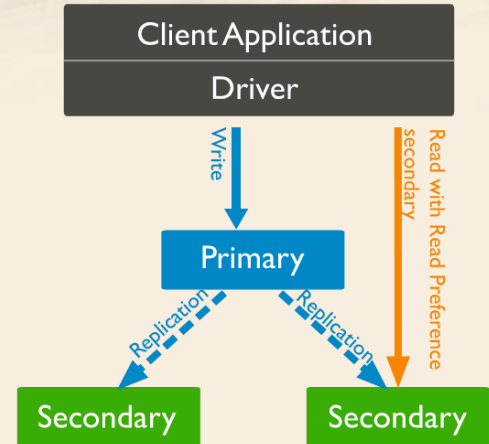 Client Application
Driver
Write
Read with Read Preference
secondary
Primary
Replication
Replication
Secondary
Secondary